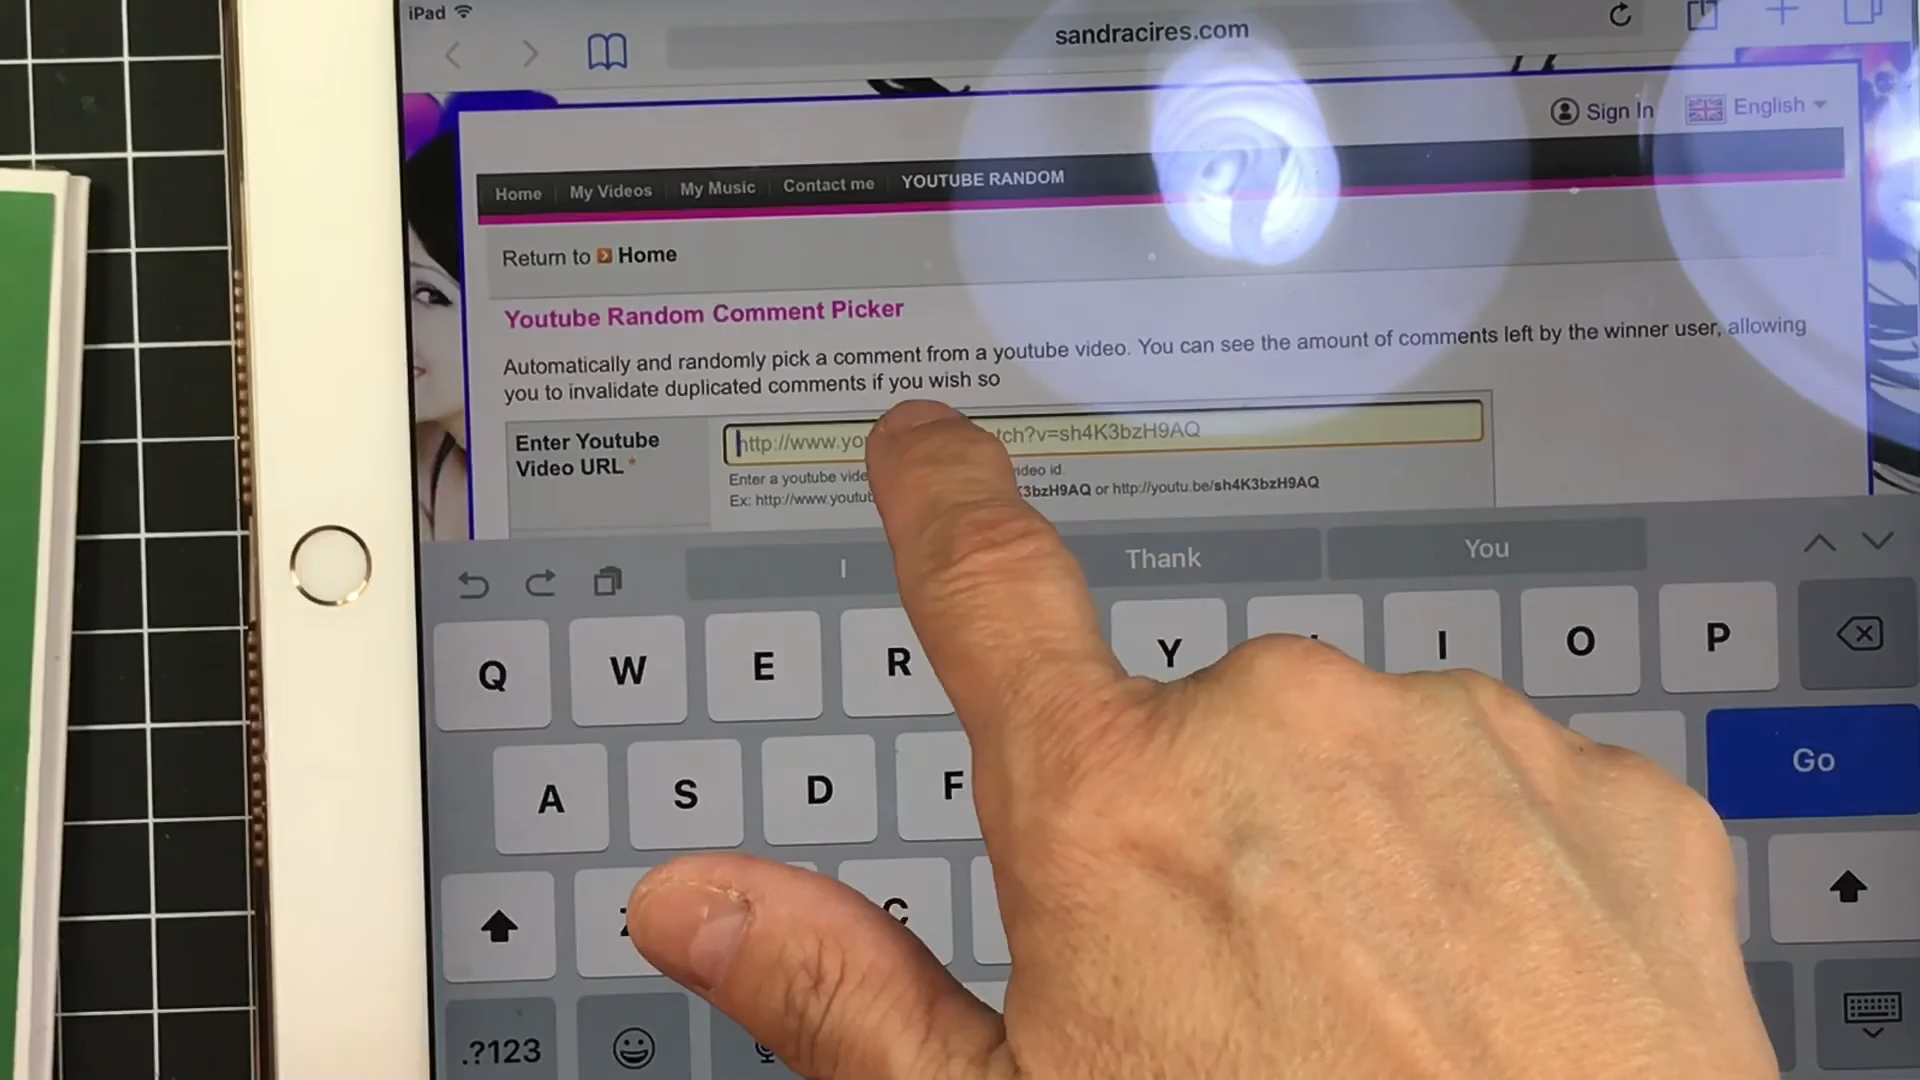 iPad
sandracires.com
Sign In English
Home My Videos My Music Contact me YOUTUBE RANDOM
Return to Home
Youtube Random Comment Picker
Automatically and randomly pick a comment from a youtube video. You can see the amount of comments left by the winner user, allowing
you to invalidate duplicated comments if you wish so
Enter Youtube
Video URL *
http://www.yo tch?v=sh4K3bzH9AQ
Enter a youtube vide ideo id.
Ex: http://www.youtub K3bzH9AQ or http://youtu.be/sh4K3bzH9AQ
I Thank You
Q W E R Y I O P
A S D F Go
Z C
.?123